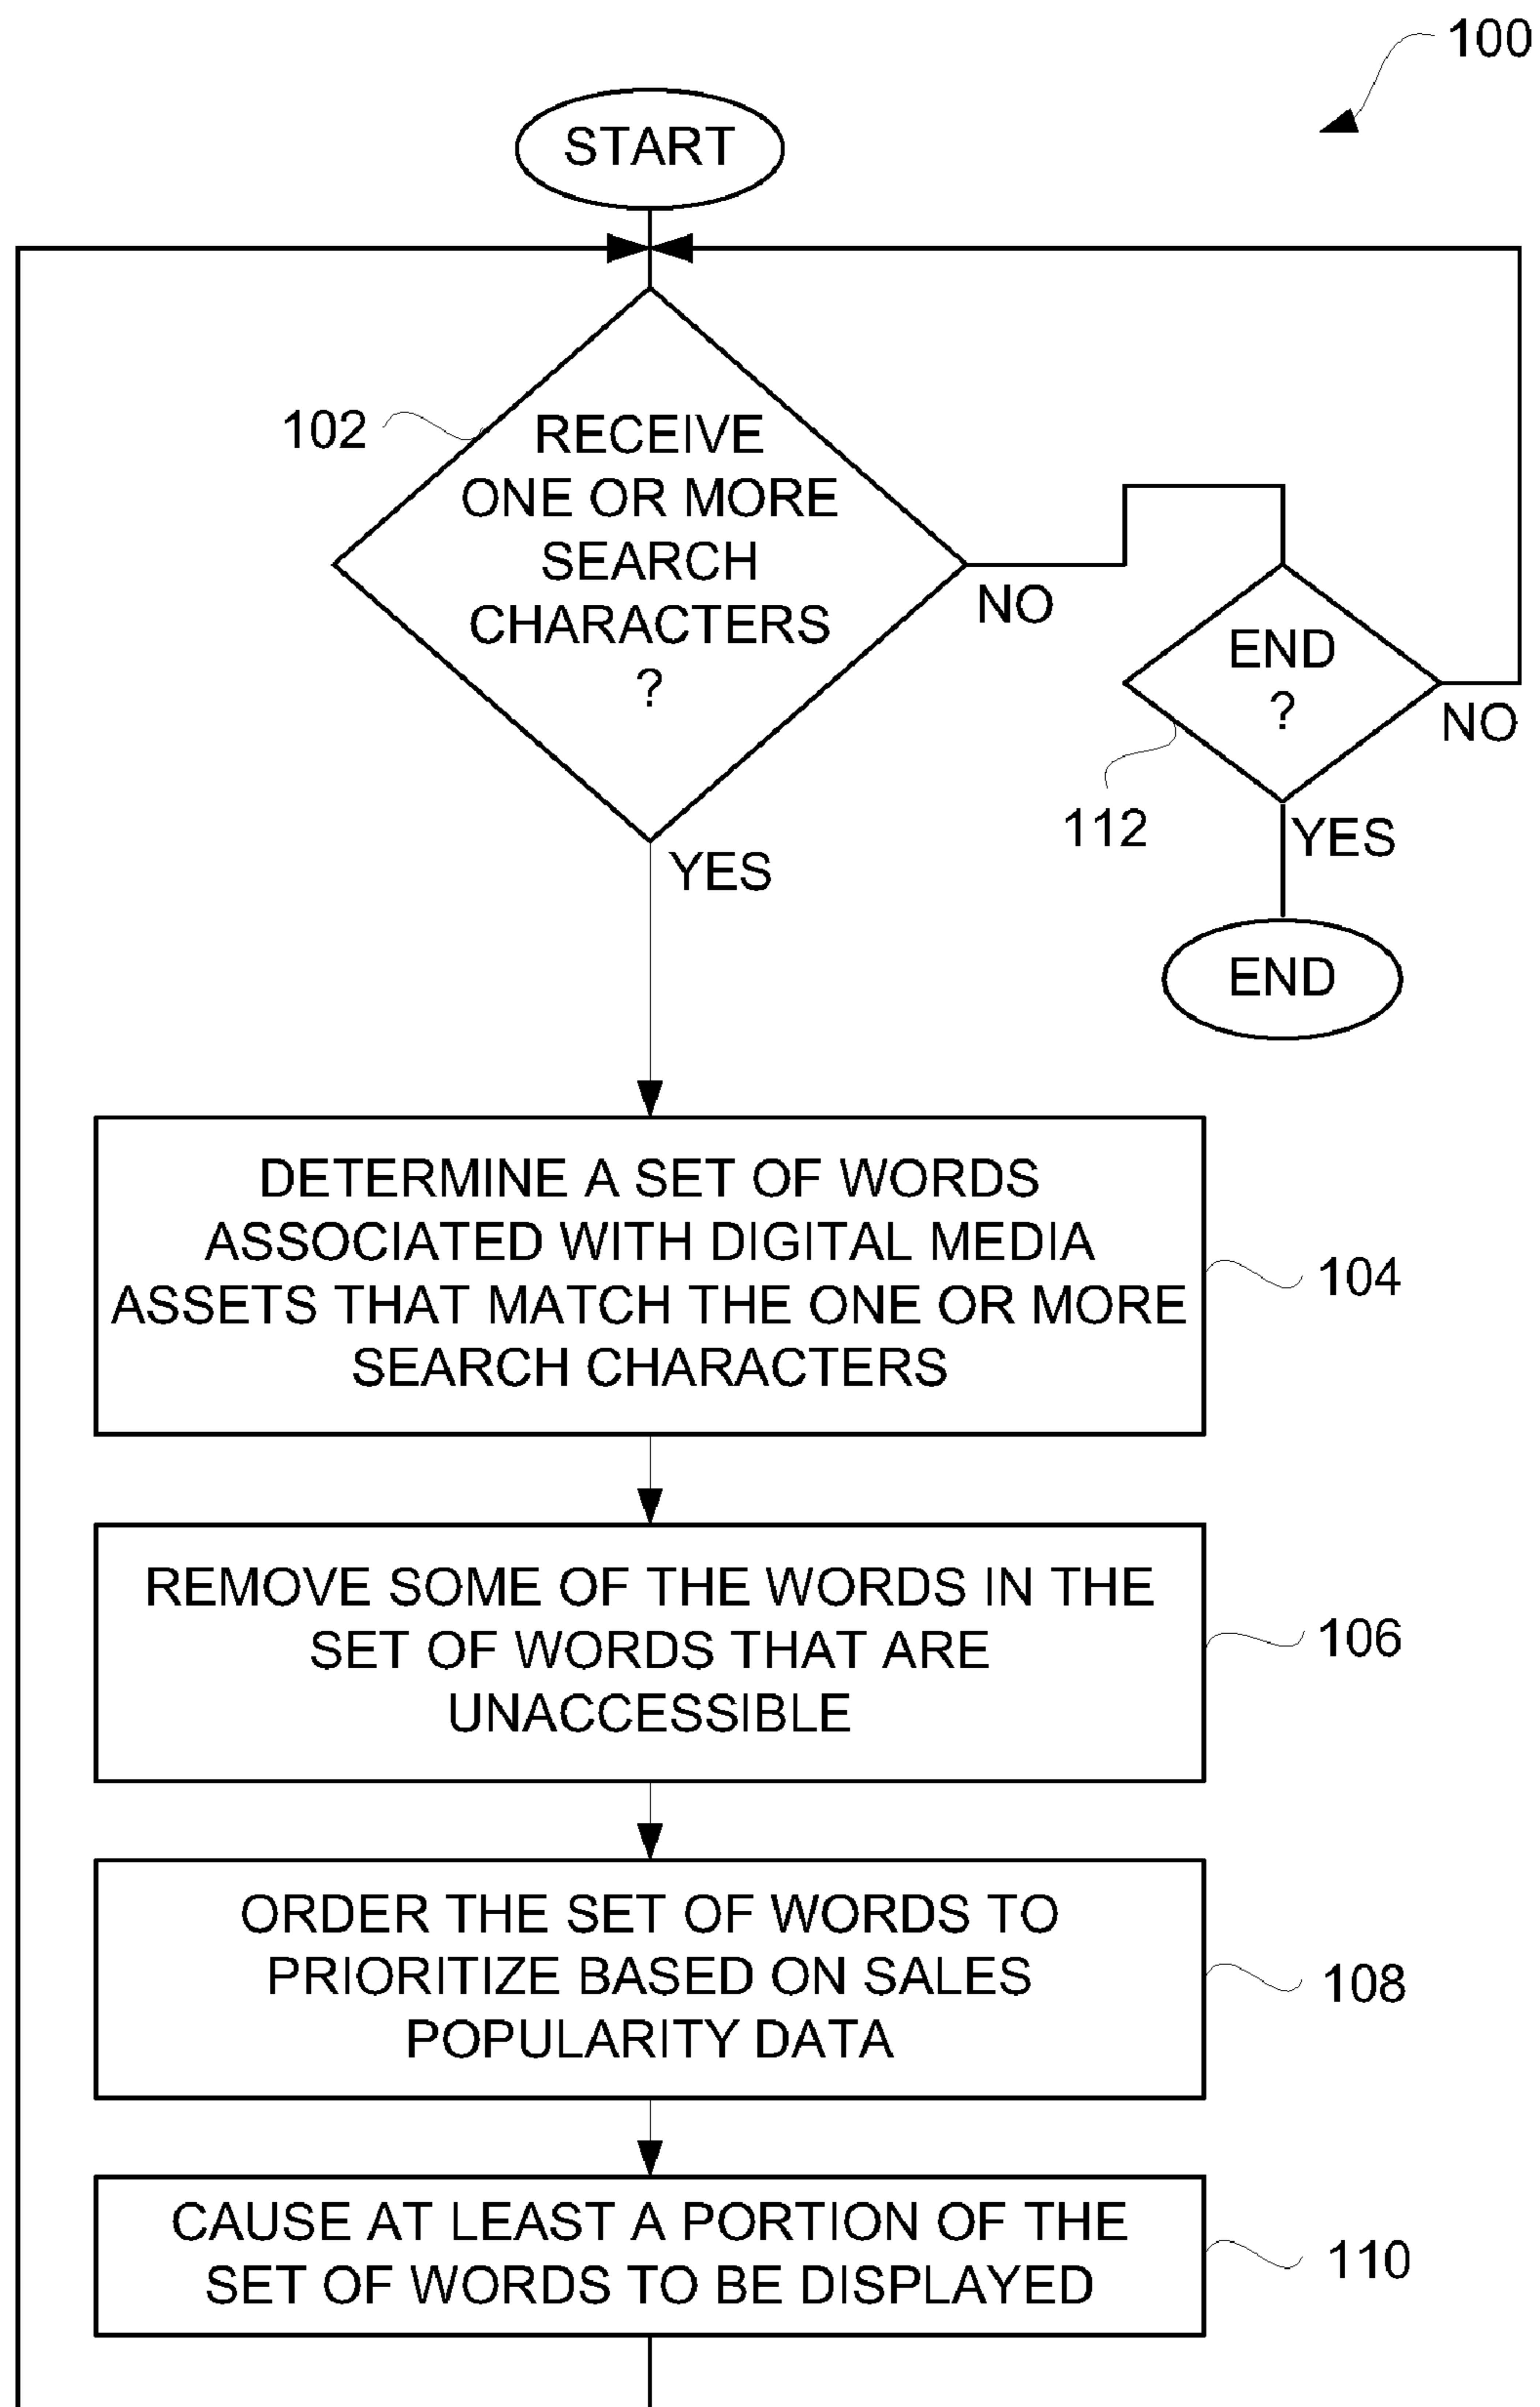 100
START
102
RECEIVE
ONE OR MORE
SEARCH
CHARACTERS
?
NO
END
?
NO
112
YES
YES
END
DETERMINE A SET OF WORDS
ASSOCIATED WITH DIGITAL MEDIA
ASSETS THAT MATCH THE ONE OR MORE
SEARCH CHARACTERS
104
REMOVE SOME OF THE WORDS IN THE
SET OF WORDS THAT ARE
UNACCESSIBLE
106
ORDER THE SET OF WORDS TO
PRIORITIZE BASED ON SALES
POPULARITY DATA
108
CAUSE AT LEAST A PORTION OF THE
SET OF WORDS TO BE DISPLAYED
110